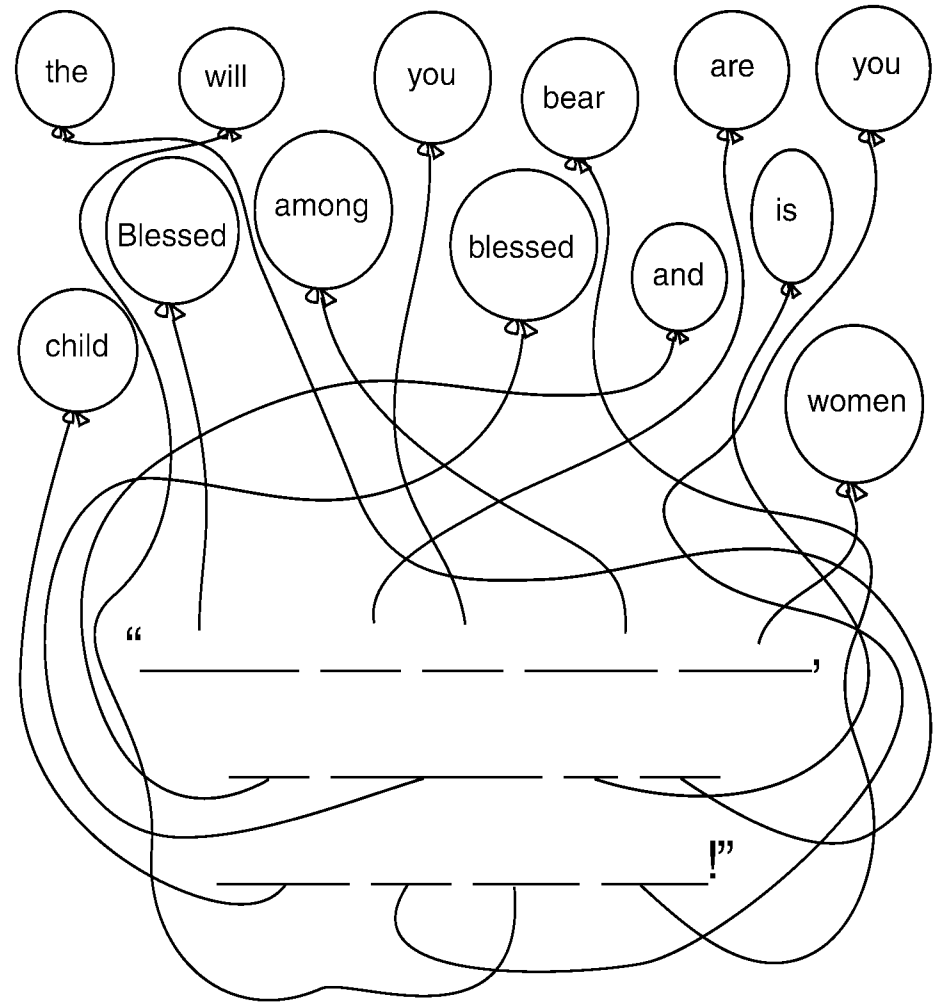 the will you bear are you
Blessed among blessed and is
child women
“ ,
!”